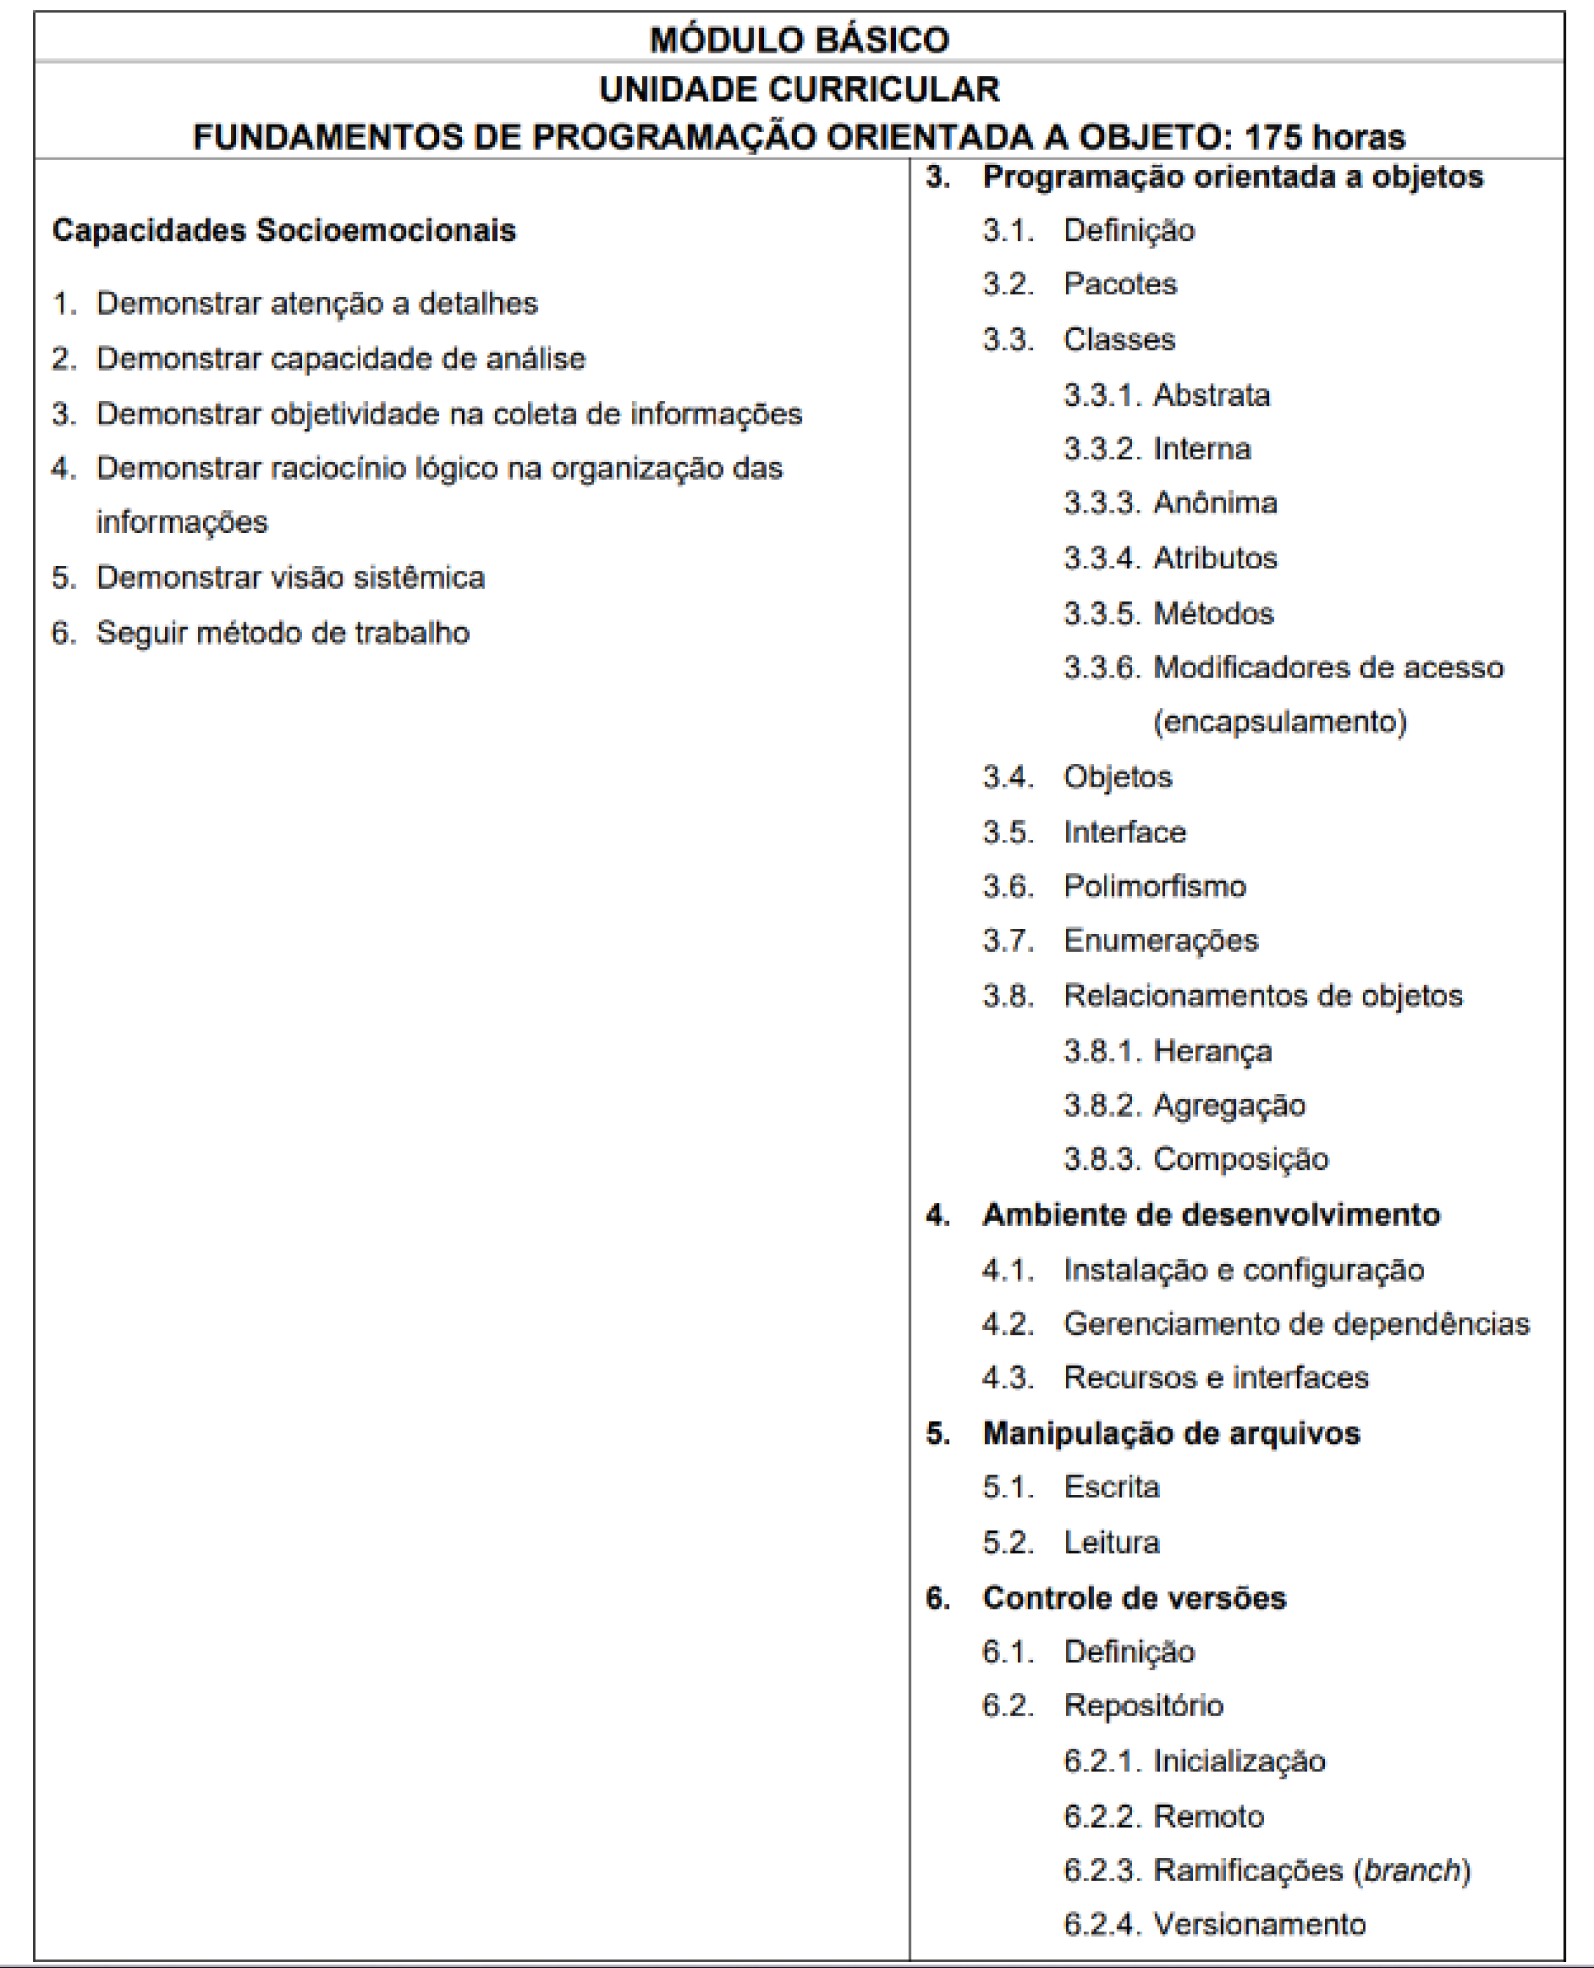 MÓDULO BÁSICO
UNIDADE CURRICULAR
FUNDAMENTOS DE PROGRAMAÇÃO ORIENTADA A OBJETO: 175 horas
Capacidades Socioemocionais
1. Demonstrar atenção a detalhes
2. Demonstrar capacidade de análise
3. Demonstrar objetividade na coleta de informações
4. Demonstrar raciocínio lógico na organização das
informações
5. Demonstrar visão sistêmica
6. Seguir método de trabalho
3. Programação orientada a objetos
3.1. Definição
3.2. Pacotes
3.3. Classes
3.3.1. Abstrata
3.3.2. Interna
3.3.3. Anônima
3.3.4. Atributos
3.3.5. Métodos
3.3.6. Modificadores de acesso
(encapsulamento)
3.4. Objetos
3.5. Interface
3.6. Polimorfismo
3.7. Enumerações
3.8. Relacionamentos de objetos
3.8.1. Herança
3.8.2. Agregação
3.8.3. Composição
4. Ambiente de desenvolvimento
4.1. Instalação e configuração
4.2. Gerenciamento de dependências
4.3. Recursos e interfaces
5. Manipulação de arquivos
5.1. Escrita
5.2. Leitura
6. Controle de versões
6.1. Definição
6.2. Repositório
6.2.1. Inicialização
6.2.2. Remoto
6.2.3. Ramificações (branch)
6.2.4. Versionamento